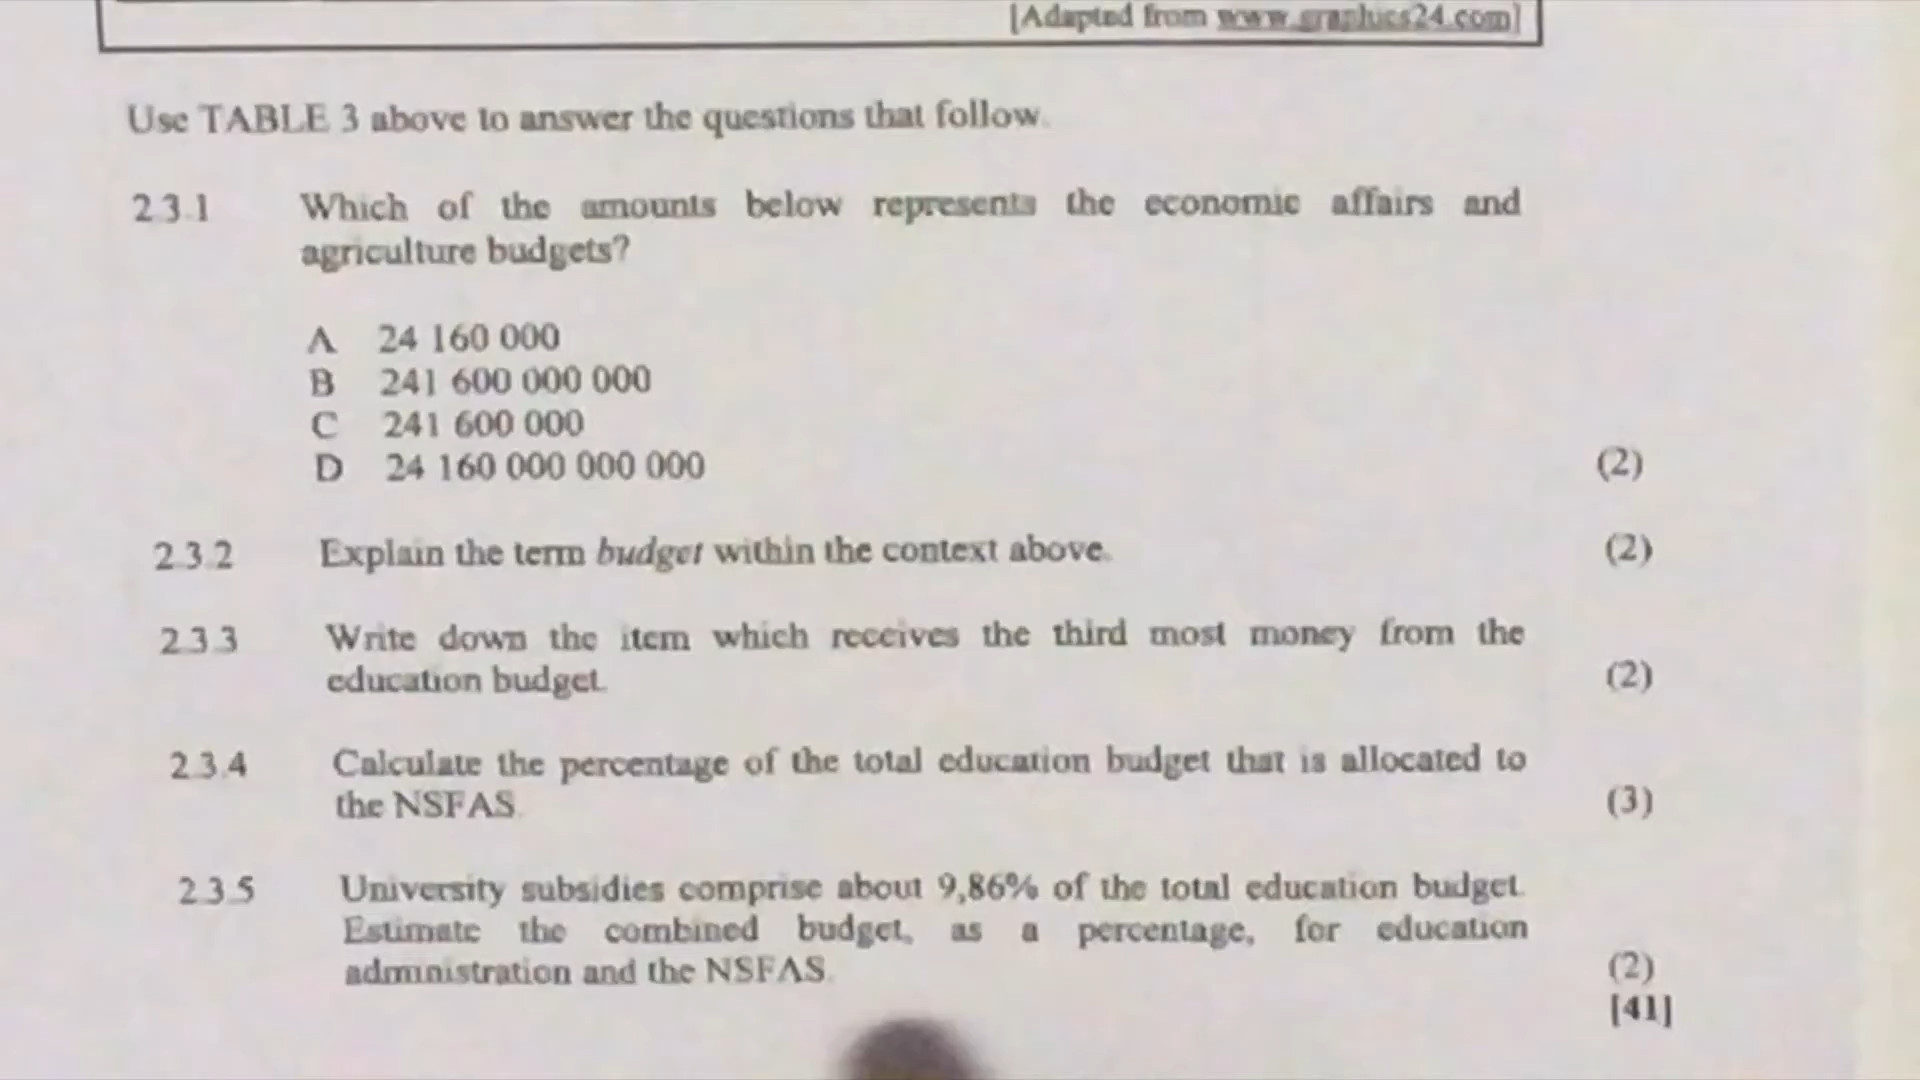 [Adapted from www.graphics24.com]
Use TABLE 3 above to answer the questions that follow.
2.3.1 Which of the amounts below represents the economic affairs and
agriculture budgets?
A 24 160 000
B 241 600 000 000
C 241 600 000
D 24 160 000 000 000 (2)
2.3.2 Explain the term budget within the context above. (2)
2.3.3 Write down the item which receives the third most money from the
education budget. (2)
2.3.4 Calculate the percentage of the total education budget that is allocated to
the NSFAS. (3)
2.3.5 University subsidies comprise about 9,86% of the total education budget.
Estimate the combined budget, as a percentage, for education
administration and the NSFAS. (2)
[41]